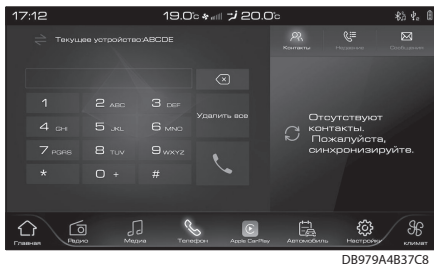 17:12
19.0°c 20.0°c
Текущее устройство:ABCDE
Контакты
Недавние
Сообщения
1
2 ABC
3 DEF
Удалить все
4 GHI
5 JKL
6 MNO
7 PQRS
8 TUV
9 WXYZ
*
0 +
#
Отсутствуют
контакты.
Пожалуйста,
синхронизируйте.
Главная
Радио
Медиа
Телефон
Apple CarPlay
Автомобиль
Настройки
климат
DB979A4B37C8